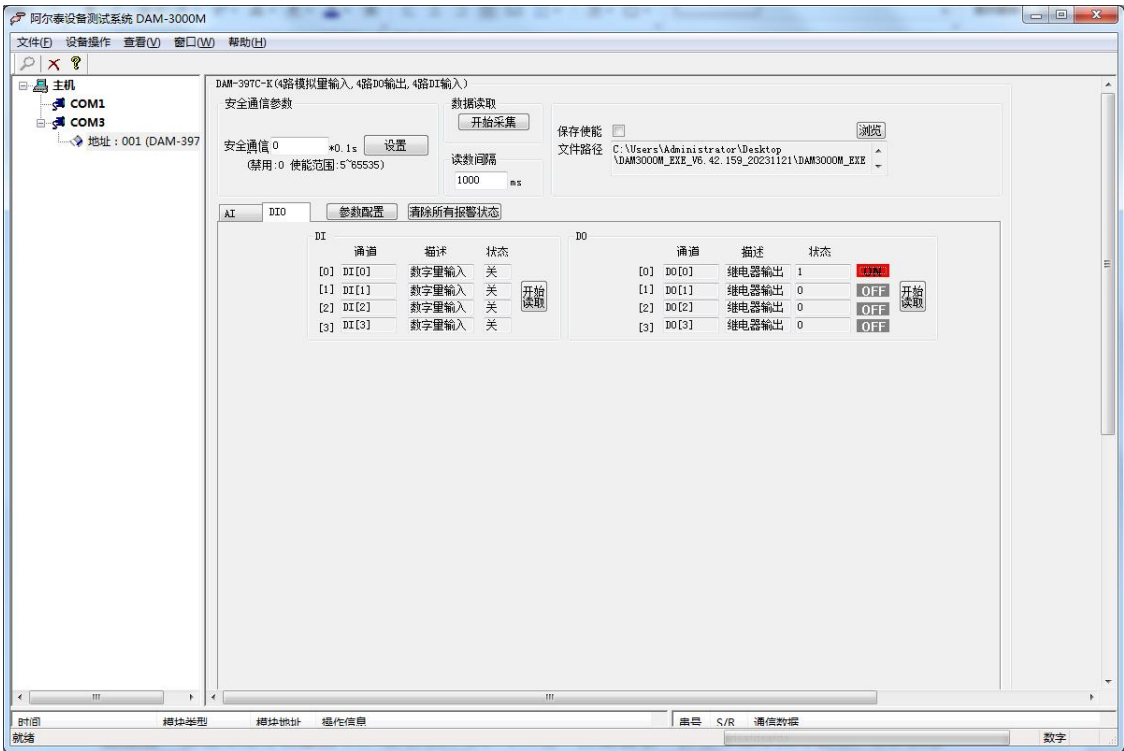 阿尔泰设备测试系统 DAM-3000M
文件(F) 设备操作 查看(V) 窗口(W) 帮助(H)
主机
COM1
COM3
地址：001 (DAM-397
DAM-397C-K(4路模拟量输入,4路DO输出,4路DI输入)
安全通信参数
安全通信 0 *0.1s 设置
(禁用:0 使能范围:5~65535)
数据读取
开始采集
读数间隔
1000 ms
保存使能 浏览
文件路径 C:\Users\Administrator\Desktop
\DAM3000M_EXE_V6.42.159_20231121\DAM3000M_EXE
AI DIO 参数配置 清除所有报警状态
DI
通道 描述 状态
[0] DI[0] 数字量输入 关
[1] DI[1] 数字量输入 关
[2] DI[2] 数字量输入 关
[3] DI[3] 数字量输入 关
开始
读取
DO
通道 描述 状态
[0] DO[0] 继电器输出 1 ON
[1] DO[1] 继电器输出 0 OFF
[2] DO[2] 继电器输出 0 OFF
[3] DO[3] 继电器输出 0 OFF
开始
读取
时间 模块类型 模块地址 操作信息 串号 S/R 通信数据
就绪 数字